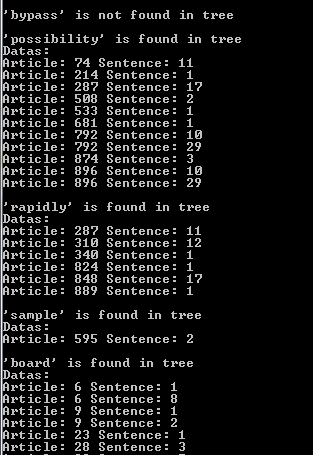 'bypass' is not found in tree
'possibility' is found in tree
Datas:
Article: 74 Sentence: 11
Article: 214 Sentence: 1
Article: 287 Sentence: 17
Article: 508 Sentence: 2
Article: 533 Sentence: 1
Article: 681 Sentence: 1
Article: 792 Sentence: 10
Article: 792 Sentence: 29
Article: 874 Sentence: 3
Article: 896 Sentence: 10
Article: 896 Sentence: 29
'rapidly' is found in tree
Datas:
Article: 287 Sentence: 11
Article: 310 Sentence: 12
Article: 340 Sentence: 1
Article: 824 Sentence: 1
Article: 848 Sentence: 17
Article: 889 Sentence: 1
'sample' is found in tree
Datas:
Article: 595 Sentence: 2
'board' is found in tree
Datas:
Article: 6 Sentence: 1
Article: 6 Sentence: 8
Article: 9 Sentence: 1
Article: 9 Sentence: 2
Article: 23 Sentence: 1
Article: 28 Sentence: 3